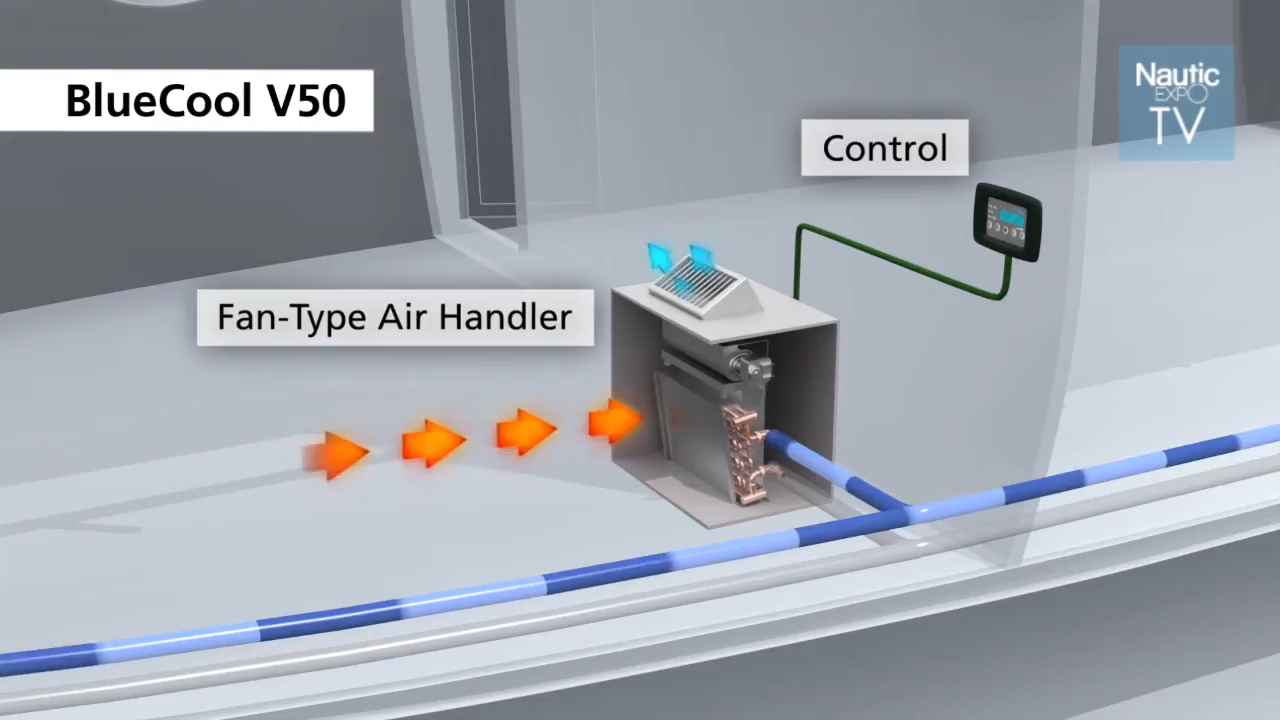 BlueCool V50
Nautic
EXPO
TV
Control
Fan-Type Air Handler